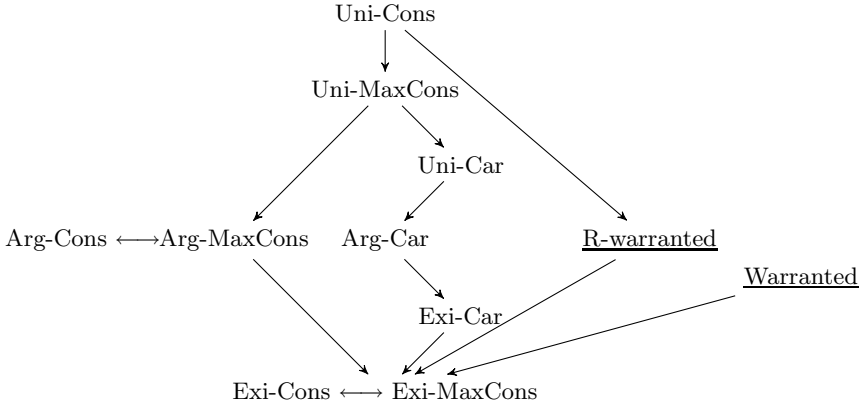 Uni-Cons
Uni-MaxCons
Uni-Car
Arg-Cons Arg-MaxCons Arg-Car R-warranted
Warranted
Exi-Car
Exi-Cons Exi-MaxCons